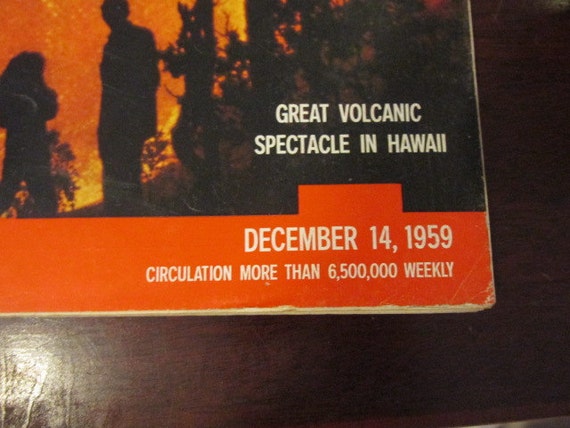 GREAT VOLCANIC
SPECTACLE IN HAWAII
DECEMBER 14, 1959
CIRCULATION MORE THAN 6,500,000 WEEKLY